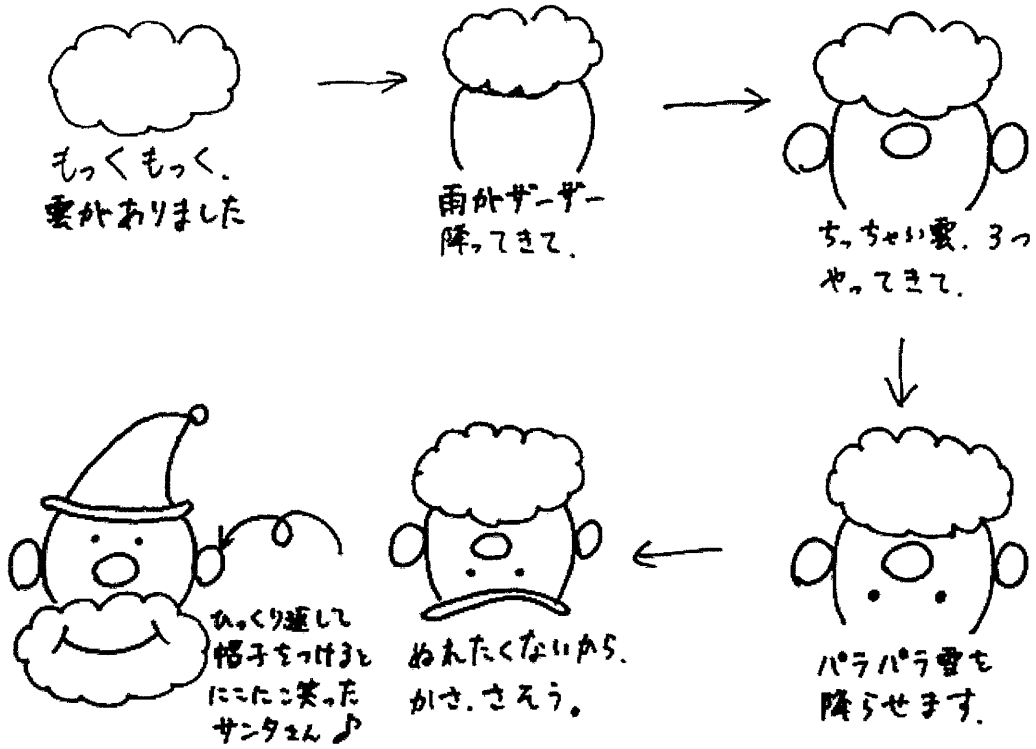 もっくもっく、
雲がありました
雨がザーザー
降ってきて、
ちっちゃい雲、3つ
やってきて、
パラパラ雪を
降らせます、
ぬれたくないから、
かさ、さそう。
ひっくり返して
帽子をつけると
にこにこ笑った
サンタさん♪